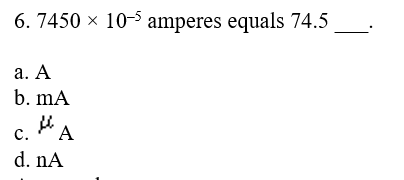 6. 7450 × 10⁻⁵ amperes equals 74.5 ___.
a. A
b. mA
c. μ A
d. nA